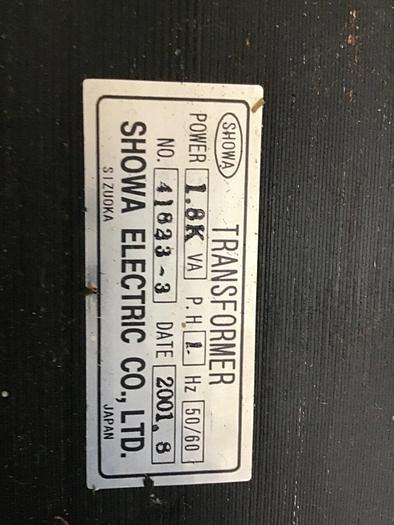 SHOWA TRANSFORMER
POWER 1.8K VA P.H 1 Hz 50/60
NO. 41823-3 DATE 2001.8
SHOWA ELECTRIC CO., LTD.
SIZUOKA JAPAN